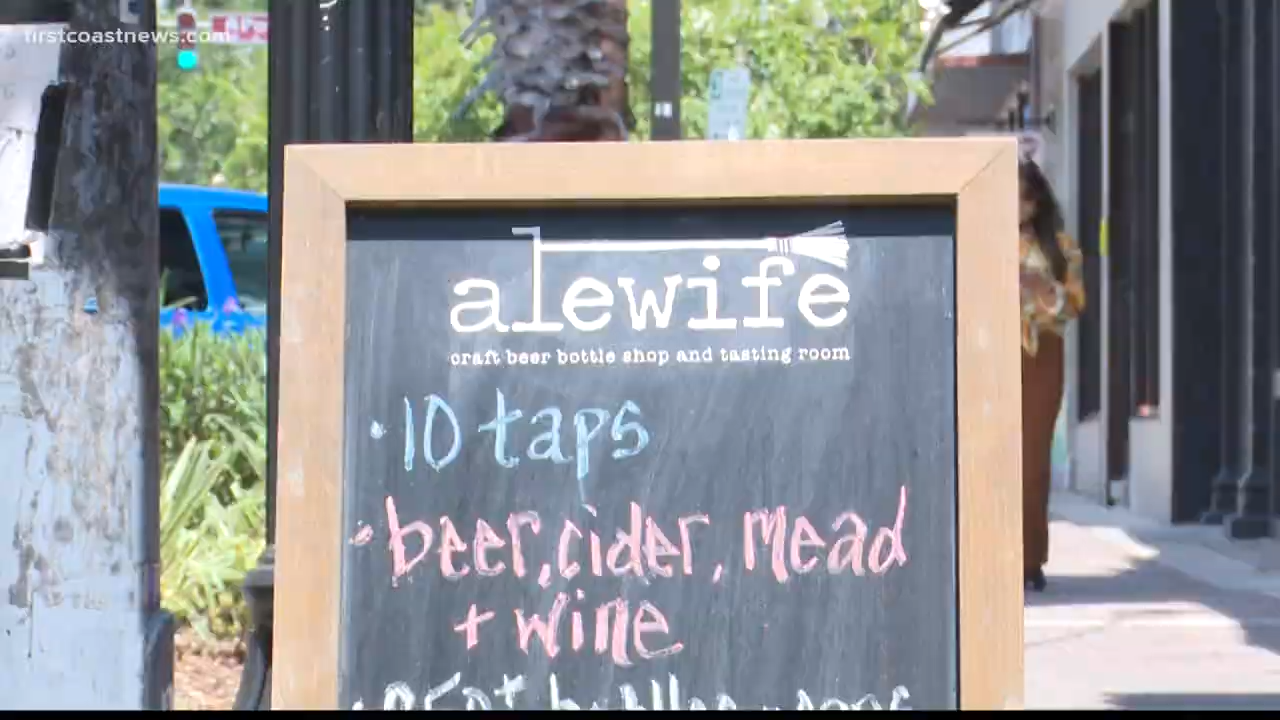 firstcoastnews.com
alewife
craft beer bottle shop and tasting room
• 10 taps
• beer, cider, mead
+ wine